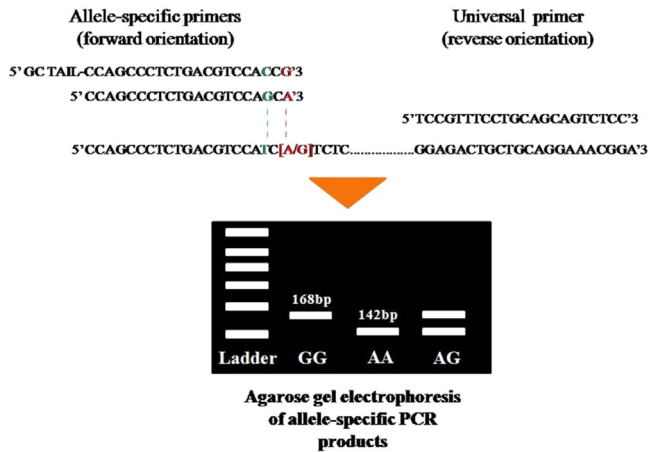 Allele-specific primers
(forward orientation)
Universal primer
(reverse orientation)
5’ GC TAIL-CCAGCCCTCTGACGTCCACCG’3
5’ CCAGCCCTCTGACGTCCAGCA’3
5’TCCGTTTCCTGCAGCAGTCTCC’3
5’CCAGCCCTCTGACGTCCATC[A/G]TCTC..................GGAGACTGCTGCAGGAAACGGA’3
168bp
142bp
Ladder GG AA AG
Agarose gel electrophoresis
of allele-specific PCR
products